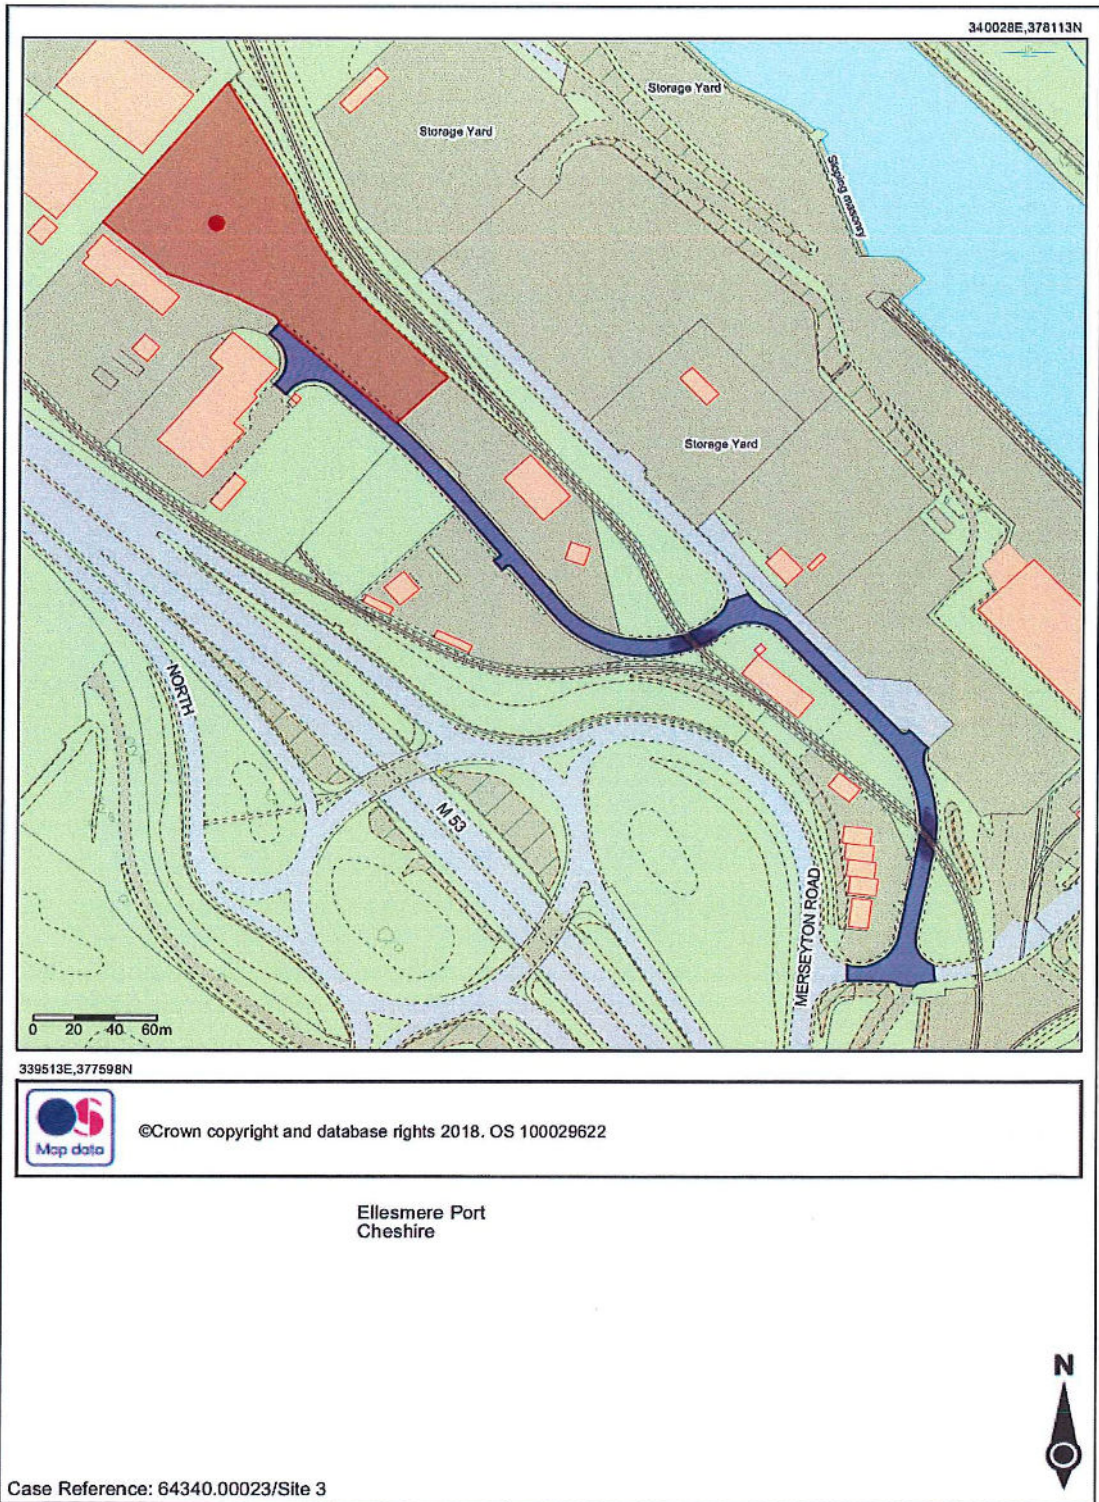 340028E,378113N
Storage Yard
Storage Yard
Sloping masonry
Storage Yard
NORTH
M 53
MERSEYTON ROAD
0 20 40 60m
339513E,377598N
OS
Map data
©Crown copyright and database rights 2018. OS 100029622
Ellesmere Port
Cheshire
N
Case Reference: 64340.00023/Site 3